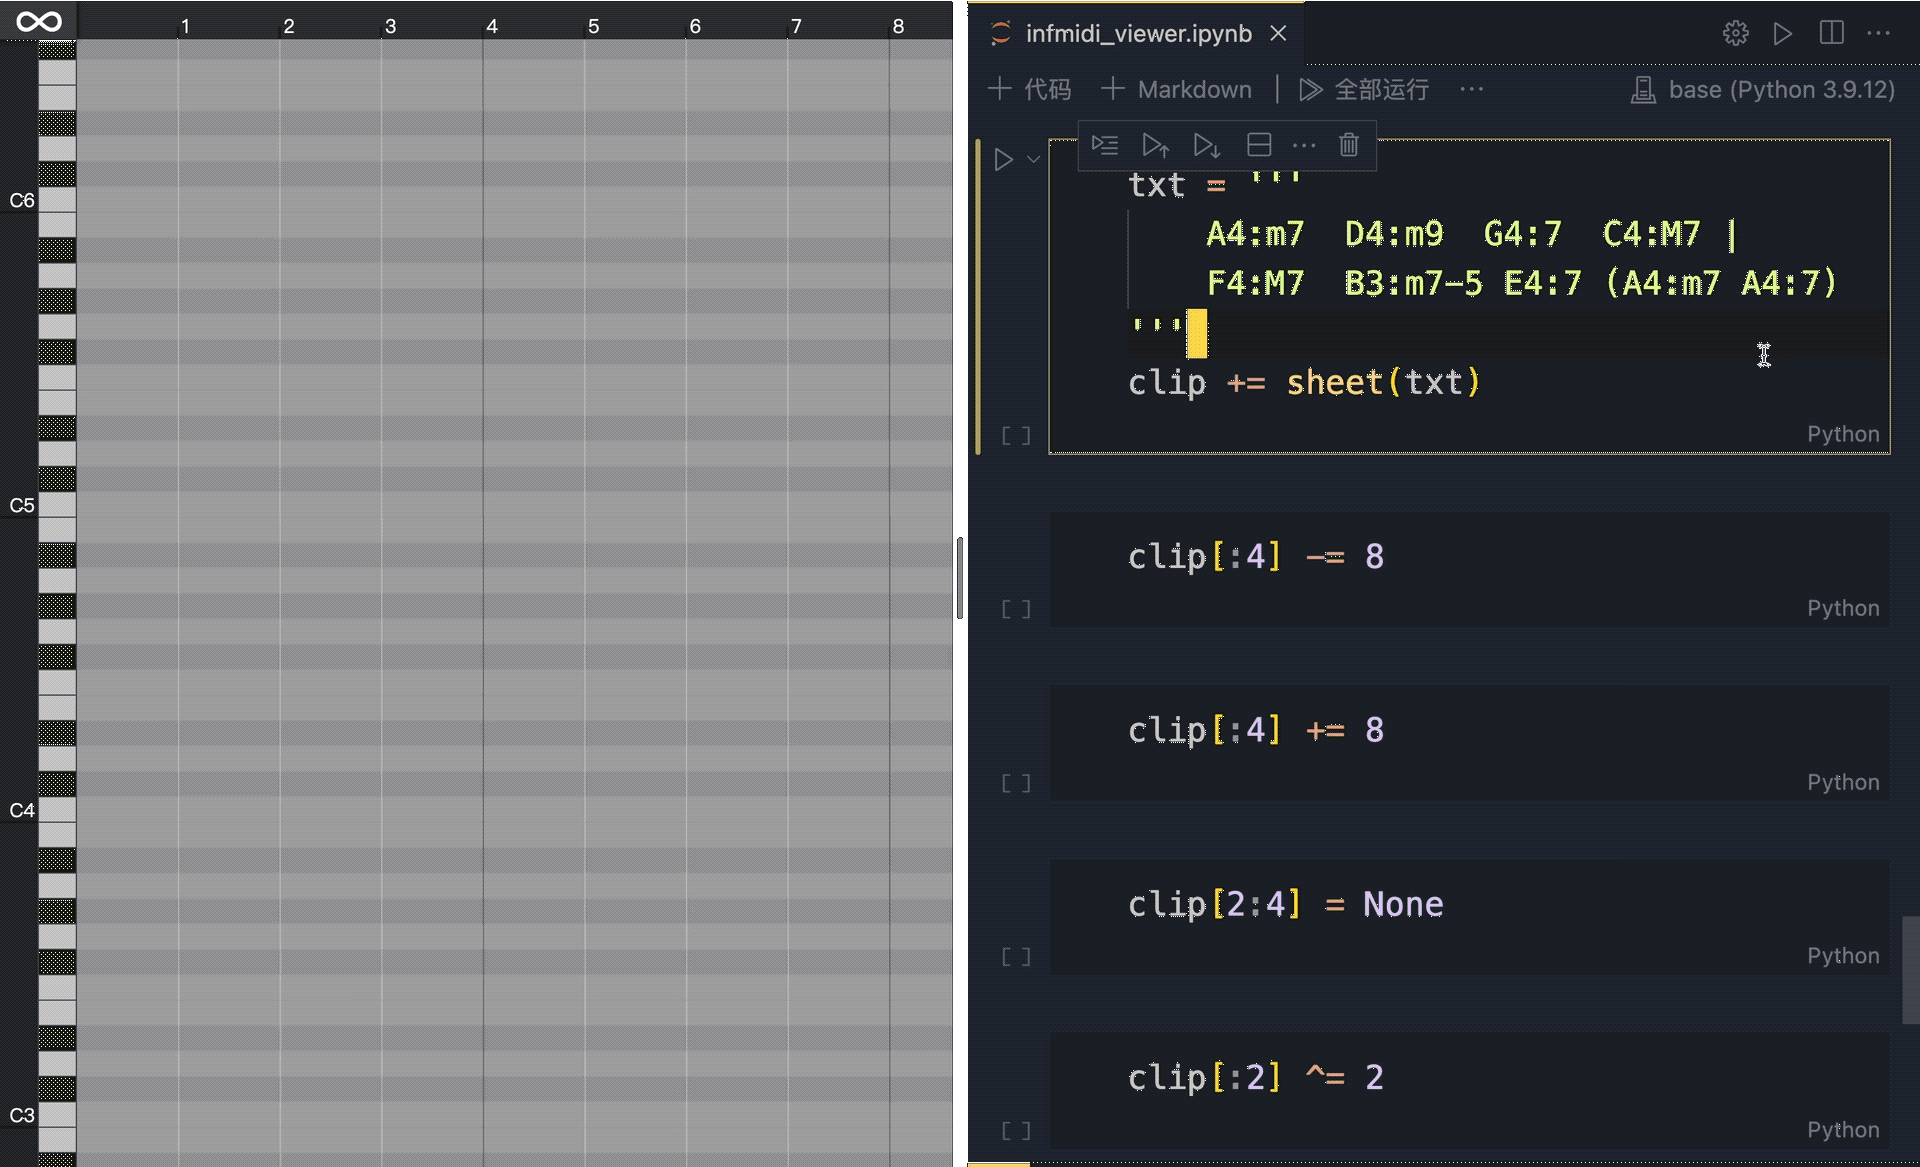 1 2 3 4 5 6 7 8
C6
C5
C4
C3
infmidi_viewer.ipynb
代码 Markdown 全部运行 ... base (Python 3.9.12)
txt = '''
A4:m7 D4:m9 G4:7 C4:M7 |
F4:M7 B3:m7-5 E4:7 (A4:m7 A4:7)
'''
clip += sheet(txt)
[ ] Python
clip[:4] -= 8
[ ] Python
clip[:4] += 8
[ ] Python
clip[2:4] = None
[ ] Python
clip[:2] ^= 2
[ ] Python